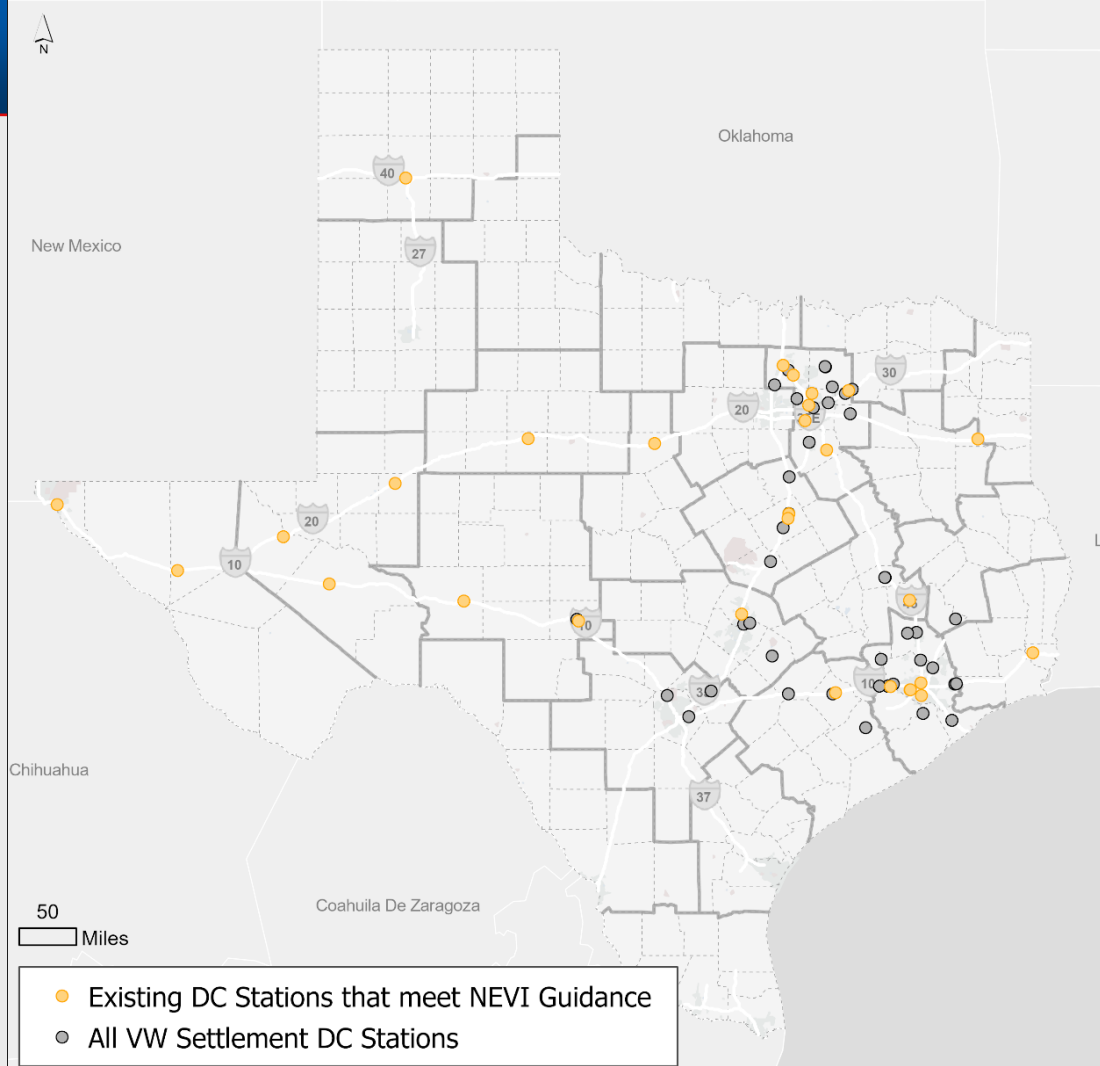 N
Oklahoma
40
New Mexico
27
30
20
20
10
10
10
37
Chihuahua
Coahuila De Zaragoza
50
Miles
Existing DC Stations that meet NEVI Guidance
All VW Settlement DC Stations